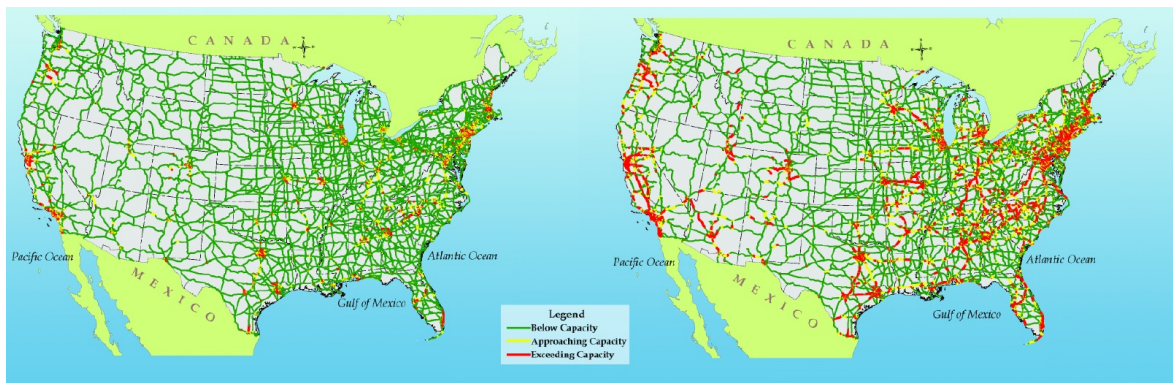 CANADA
Pacific Ocean
Atlantic Ocean
MEXICO
Gulf of Mexico
CANADA
Pacific Ocean
Atlantic Ocean
MEXICO
Gulf of Mexico
Legend
Below Capacity
Approaching Capacity
Exceeding Capacity